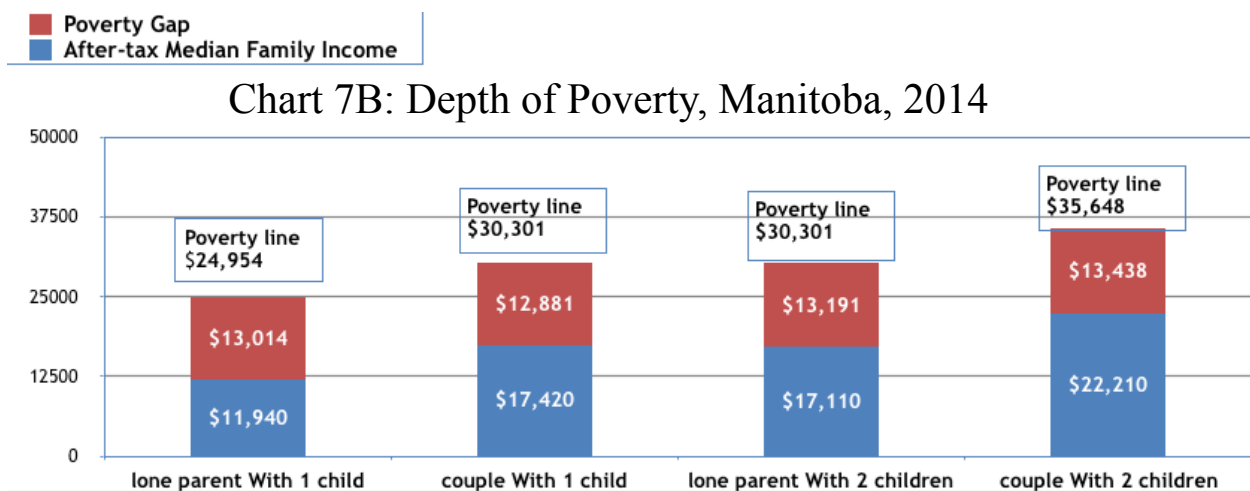 Poverty Gap
After-tax Median Family Income
Chart 7B: Depth of Poverty, Manitoba, 2014
50000
37500
25000
12500
0
Poverty line
$24,954
$13,014
$11,940
Poverty line
$30,301
$12,881
$17,420
Poverty line
$30,301
$13,191
$17,110
Poverty line
$35,648
$13,438
$22,210
lone parent With 1 child
couple With 1 child
lone parent With 2 children
couple With 2 children